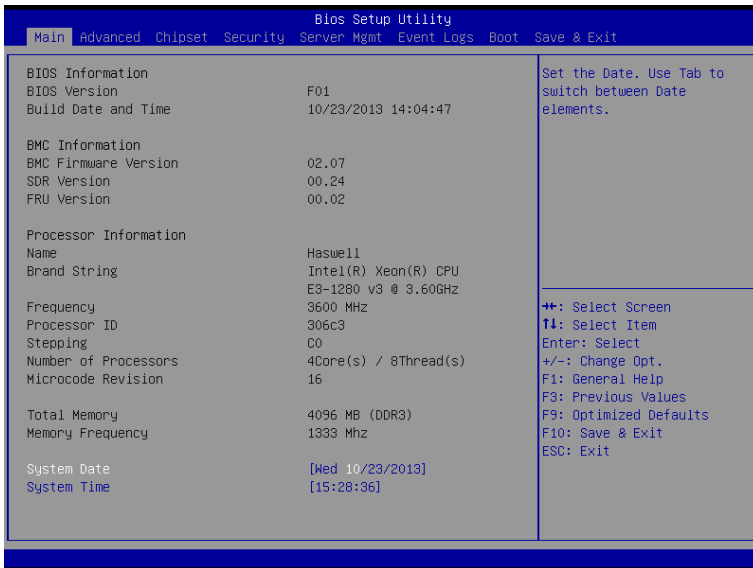 Bios Setup Utility
Main Advanced Chipset Security Server Mgmt Event Logs Boot Save & Exit
BIOS Information
BIOS Version F01
Build Date and Time 10/23/2013 14:04:47
BMC Information
BMC Firmware Version 02.07
SDR Version 00.24
FRU Version 00.02
Processor Information
Name Haswell
Brand String Intel(R) Xeon(R) CPU
E3-1280 v3 @ 3.60GHz
Frequency 3600 MHz
Processor ID 306c3
Stepping C0
Number of Processors 4Core(s) / 8Thread(s)
Microcode Revision 16
Total Memory 4096 MB (DDR3)
Memory Frequency 1333 Mhz
System Date [Wed 10/23/2013]
System Time [15:28:36]
Set the Date. Use Tab to
switch between Date
elements.
→←: Select Screen
↑↓: Select Item
Enter: Select
+/-: Change Opt.
F1: General Help
F3: Previous Values
F9: Optimized Defaults
F10: Save & Exit
ESC: Exit